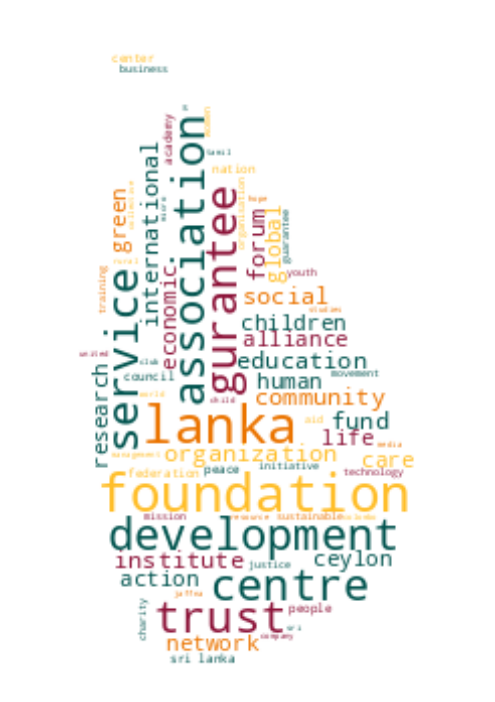 center
business
academy
tamil
nation
international
association
green
collective
more
organisation
hope
gurantee
forum
global
guarantee
youth
training
rural
service
economic
social
studies
children
alliance
united
club
council
education
movement
human
research
world
child
community
lanka
aid
fund
life
media
management
organization
care
federation
peace
initiative
technology
foundation
mission
resource
sustainable
colombo
development
institute
justice
ceylon
action
centre
jaffna
charity
trust
people
sri
network
company
sri lanka